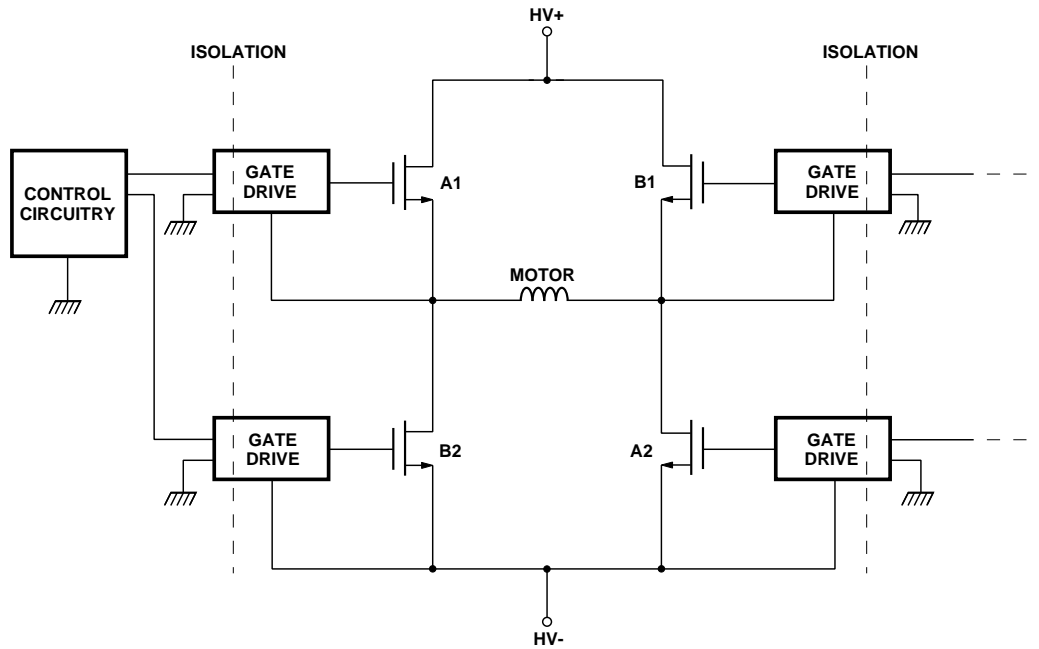 HV+
ISOLATION
ISOLATION
CONTROL
CIRCUITRY
GATE
DRIVE
A1
B1
GATE
DRIVE
MOTOR
GATE
DRIVE
B2
A2
GATE
DRIVE
HV-